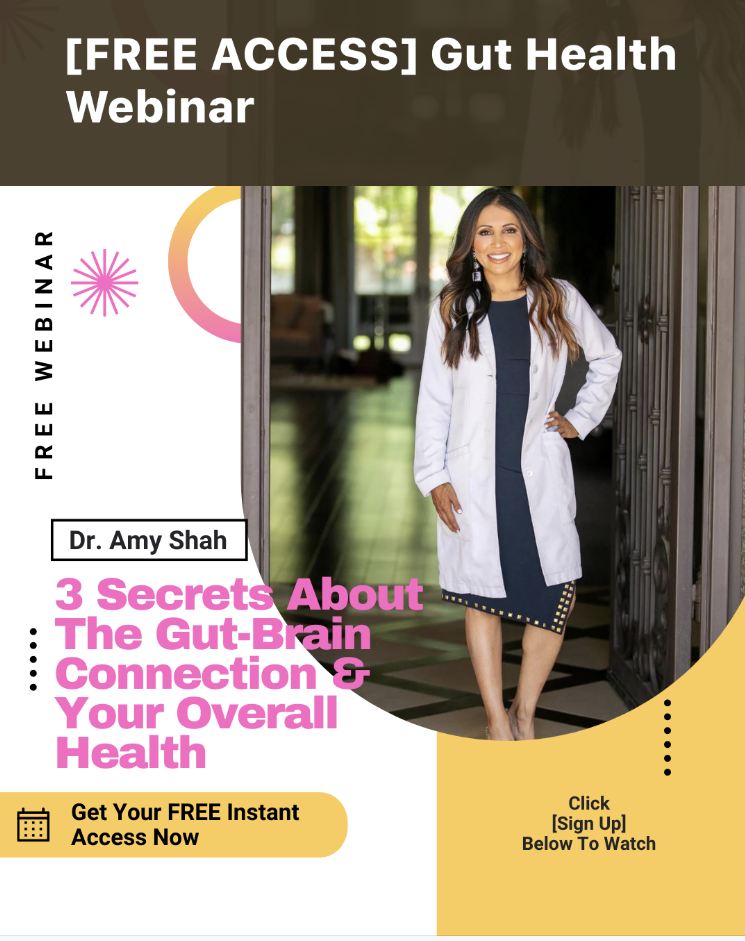 [FREE ACCESS] Gut Health
Webinar
FREE WEBINAR
Dr. Amy Shah
3 Secrets About
The Gut-Brain
Connection &
Your Overall
Health
Get Your FREE Instant
Access Now
Click
[Sign Up]
Below To Watch